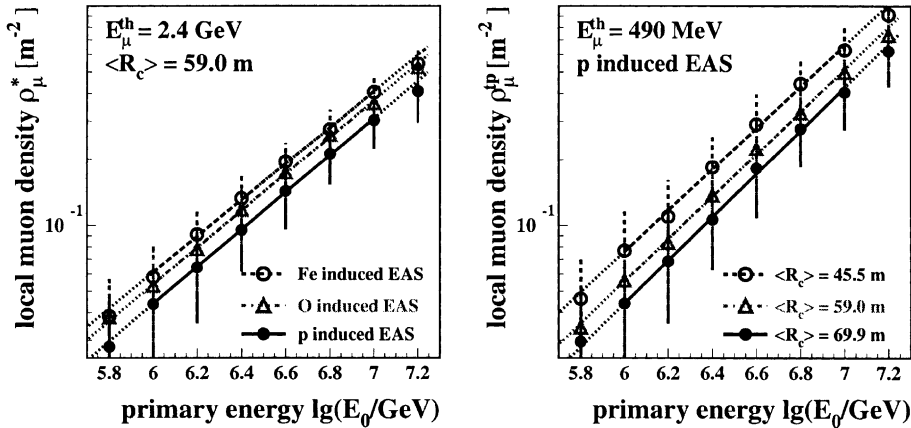 local muon density ρ*μ [m⁻²]
E_μ^th = 2.4 GeV
<R_c> = 59.0 m
10⁻¹
Fe induced EAS
O induced EAS
p induced EAS
5.8 6 6.2 6.4 6.6 6.8 7 7.2
primary energy lg(E₀/GeV)
local muon density ρ_μ^tp [m⁻²]
E_μ^th = 490 MeV
p induced EAS
10⁻¹
<R_c> = 45.5 m
<R_c> = 59.0 m
<R_c> = 69.9 m
5.8 6 6.2 6.4 6.6 6.8 7 7.2
primary energy lg(E₀/GeV)